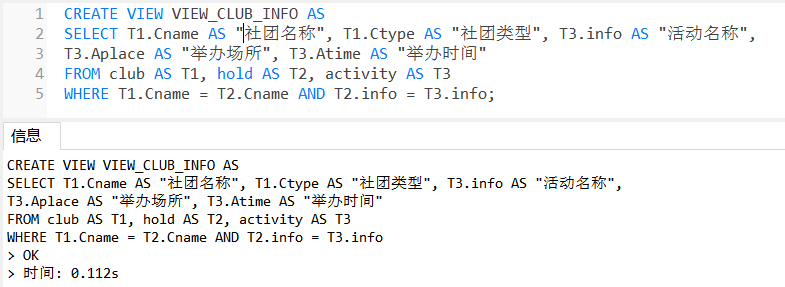 1 CREATE VIEW VIEW_CLUB_INFO AS
2 SELECT T1.Cname AS "社团名称", T1.Ctype AS "社团类型", T3.info AS "活动名称",
3 T3.Aplace AS "举办场所", T3.Atime AS "举办时间"
4 FROM club AS T1, hold AS T2, activity AS T3
5 WHERE T1.Cname = T2.Cname AND T2.info = T3.info;
信息
CREATE VIEW VIEW_CLUB_INFO AS
SELECT T1.Cname AS "社团名称", T1.Ctype AS "社团类型", T3.info AS "活动名称",
T3.Aplace AS "举办场所", T3.Atime AS "举办时间"
FROM club AS T1, hold AS T2, activity AS T3
WHERE T1.Cname = T2.Cname AND T2.info = T3.info
> OK
> 时间: 0.112s